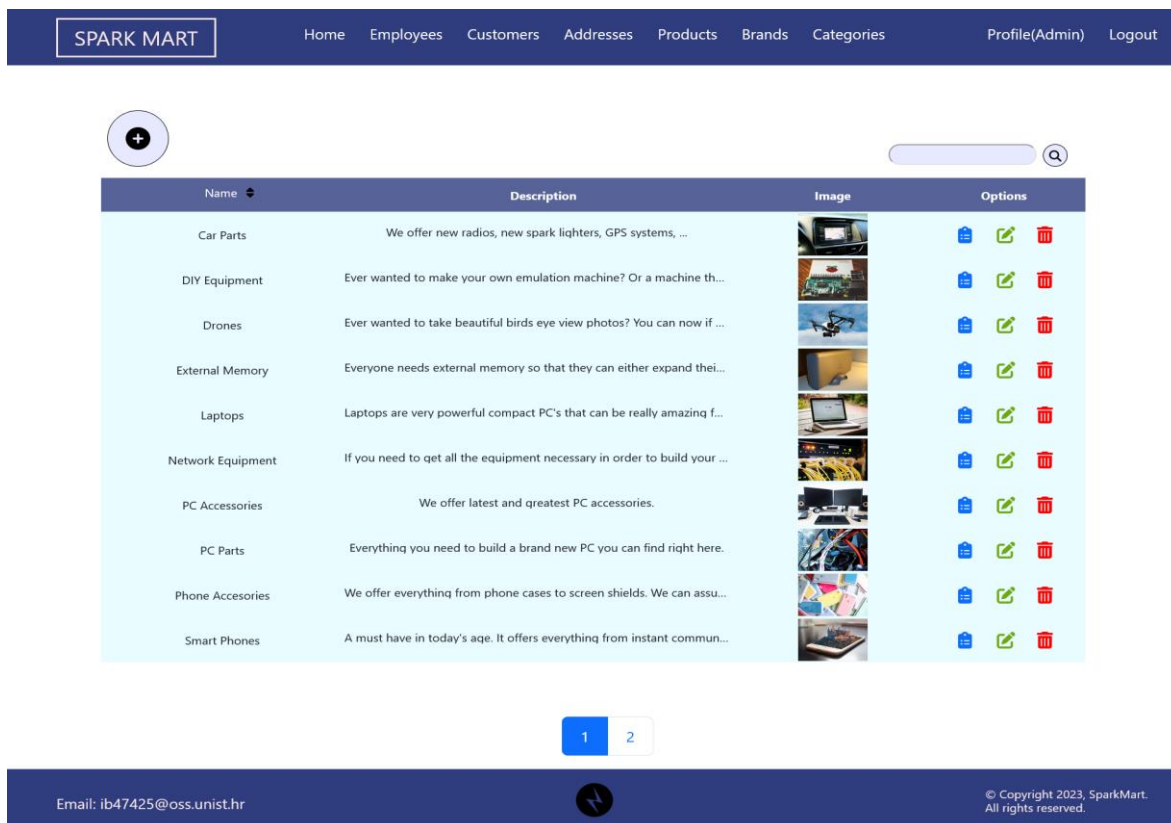 SPARK MART
Home Employees Customers Addresses Products Brands Categories Profile(Admin) Logout
Name Description Image Options
Car Parts We offer new radios, new spark lighters, GPS systems, ...
DIY Equipment Ever wanted to make your own emulation machine? Or a machine th...
Drones Ever wanted to take beautiful birds eye view photos? You can now if ...
External Memory Everyone needs external memory so that they can either expand thei...
Laptops Laptops are very powerful compact PC's that can be really amazing f...
Network Equipment If you need to get all the equipment necessary in order to build your ...
PC Accessories We offer latest and greatest PC accessories.
PC Parts Everything you need to build a brand new PC you can find right here.
Phone Accesories We offer everything from phone cases to screen shields. We can assu...
Smart Phones A must have in today's age. It offers everything from instant commun...
1 2
Email: ib47425@oss.unist.hr
© Copyright 2023, SparkMart.
All rights reserved.